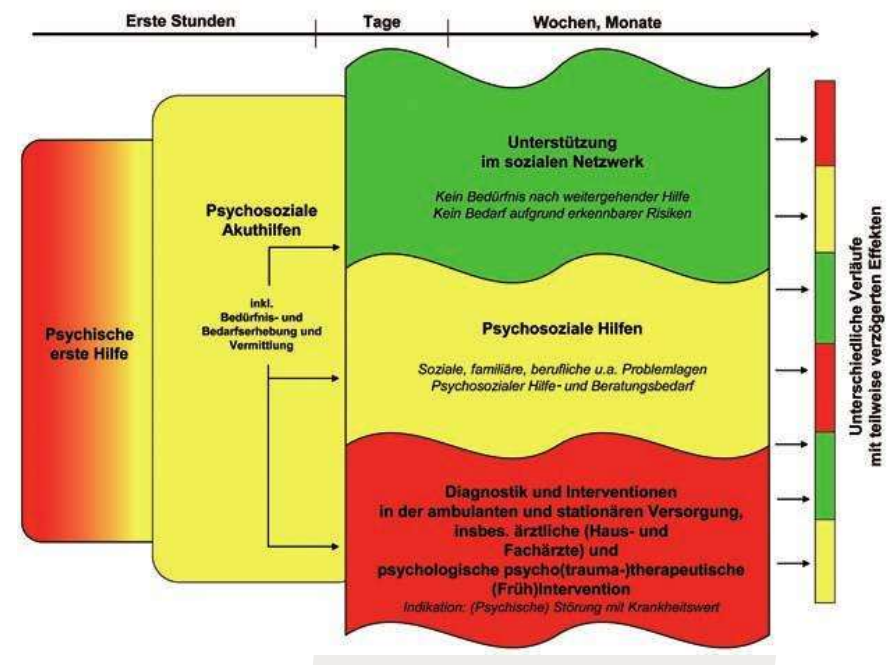 Erste Stunden
Tage
Wochen, Monate
Psychische
erste Hilfe
Psychosoziale
Akuthilfen
inkl.
Bedürfnis- und
Bedarfserhebung und
Vermittlung
Unterstützung
im sozialen Netzwerk
Kein Bedürfnis nach weitergehender Hilfe
Kein Bedarf aufgrund erkennbarer Risiken
Psychosoziale Hilfen
Soziale, familiäre, berufliche u.a. Problemlagen
Psychosozialer Hilfe- und Beratungsbedarf
Diagnostik und Interventionen
in der ambulanten und stationären Versorgung,
insbes. ärztliche (Haus- und
Fachärzte) und
psychologische psycho(trauma-)therapeutische
(Früh)Intervention
Indikation: (Psychische) Störung mit Krankheitswert
Unterschiedliche Verläufe
mit teilweise verzögerten Effekten